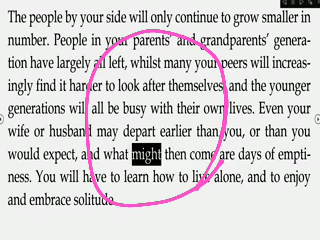 The people by your side will only continue to grow smaller in
number. People in your parents' and grandparents' genera-
tion have largely all left, whilst many your peers will increas-
ingly find it harder to look after themselves, and the younger
generations will all be busy with their own lives. Even your
wife or husband may depart earlier than you, or than you
would expect, and what might then come are days of empti-
ness. You will have to learn how to live alone, and to enjoy
and embrace solitude.